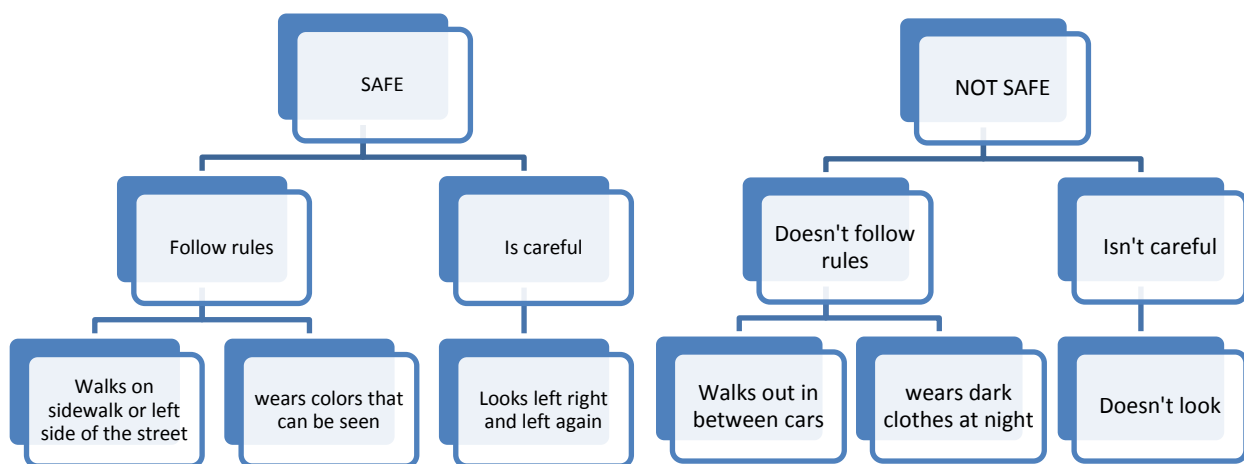 SAFE
NOT SAFE
Follow rules
Is careful
Doesn't follow
rules
Isn't careful
Walks on
sidewalk or left
side of the street
wears colors that
can be seen
Looks left right
and left again
Walks out in
between cars
wears dark
clothes at night
Doesn't look